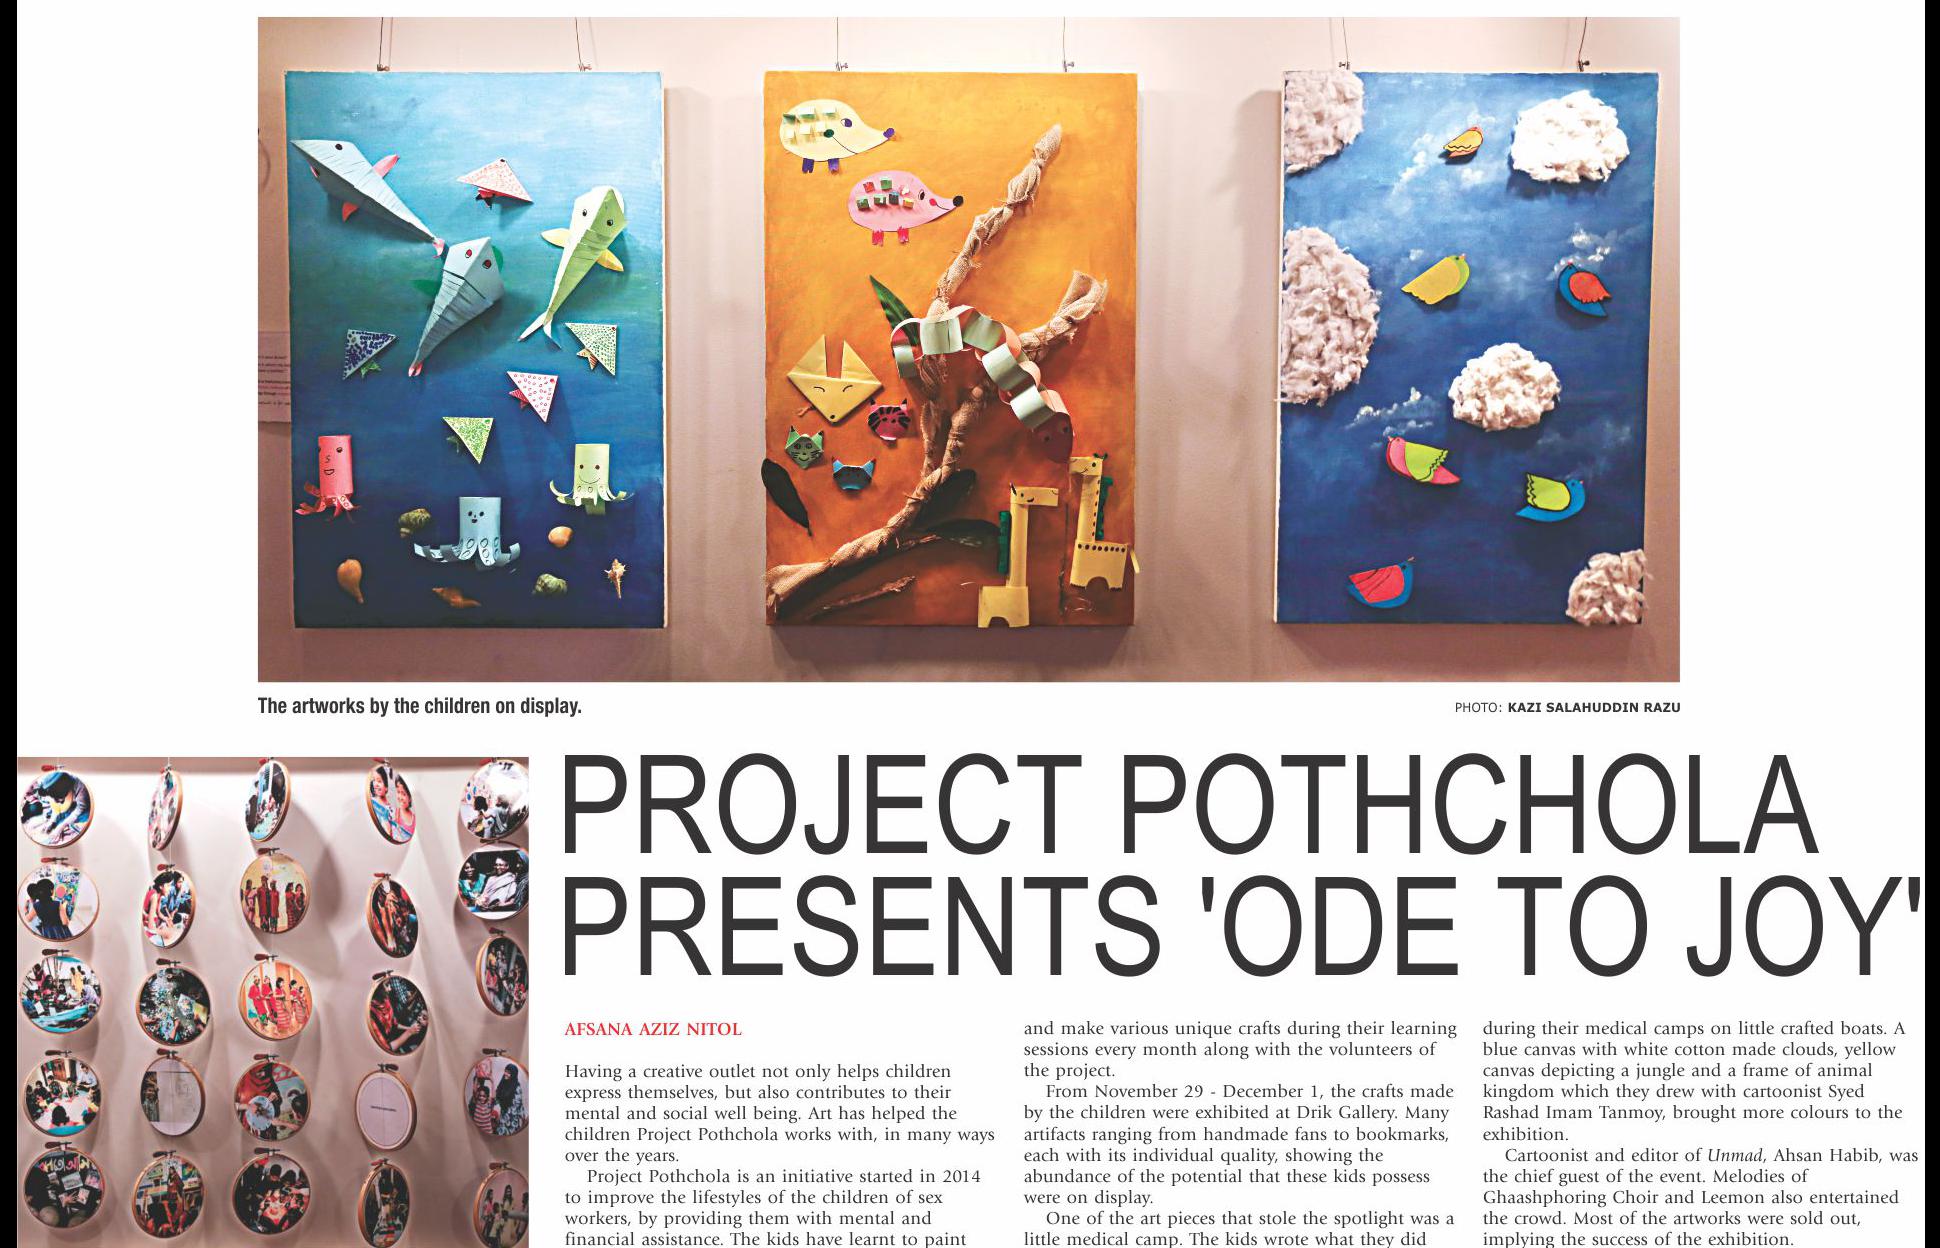 The artworks by the children on display.
PHOTO: KAZI SALAHUDDIN RAZU
PROJECT POTHCHOLA
PRESENTS 'ODE TO JOY'
AFSANA AZIZ NITOL
Having a creative outlet not only helps children
express themselves, but also contributes to their
mental and social well being. Art has helped the
children Project Pothchola works with, in many ways
over the years.
Project Pothchola is an initiative started in 2014
to improve the lifestyles of the children of sex
workers, by providing them with mental and
financial assistance. The kids have learnt to paint
and make various unique crafts during their learning
sessions every month along with the volunteers of
the project.
From November 29 - December 1, the crafts made
by the children were exhibited at Drik Gallery. Many
artifacts ranging from handmade fans to bookmarks,
each with its individual quality, showing the
abundance of the potential that these kids possess
were on display.
One of the art pieces that stole the spotlight was a
little medical camp. The kids wrote what they did
during their medical camps on little crafted boats. A
blue canvas with white cotton made clouds, yellow
canvas depicting a jungle and a frame of animal
kingdom which they drew with cartoonist Syed
Rashad Imam Tanmoy, brought more colours to the
exhibition.
Cartoonist and editor of Unmad, Ahsan Habib, was
the chief guest of the event. Melodies of
Ghaashphoring Choir and Leemon also entertained
the crowd. Most of the artworks were sold out,
implying the success of the exhibition.